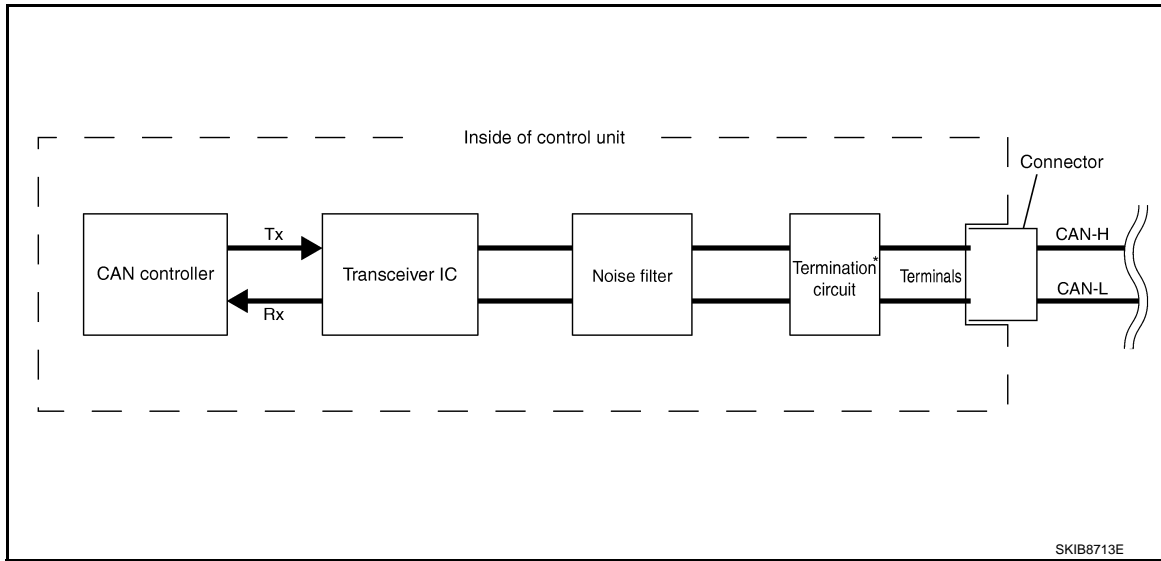 Inside of control unit
Connector
Tx
CAN-H
CAN controller
Transceiver IC
Noise filter
Termination*
circuit
Terminals
Rx
CAN-L
SKIB8713E